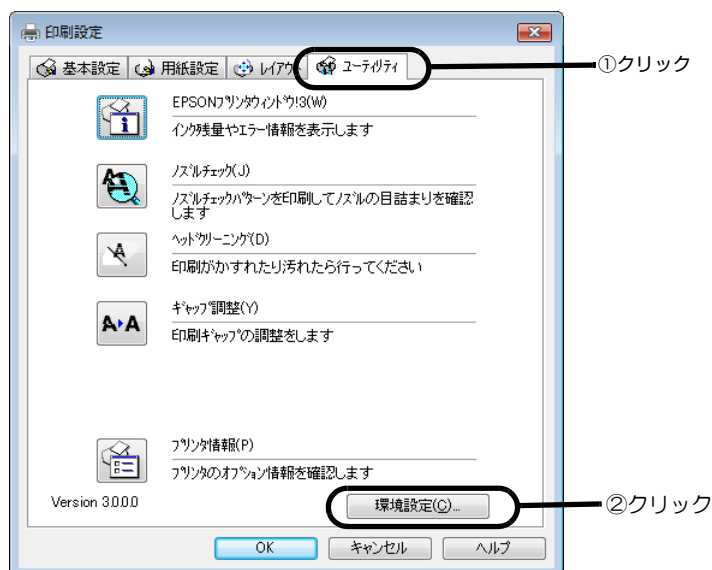 印刷設定
基本設定 用紙設定 レイアウト ユーティリティ
①クリック
EPSONプリンタウィンドウ!3(W)
インク残量やエラー情報を表示します
ノズルチェック(J)
ノズルチェックパターンを印刷してノズルの目詰まりを確認
します
ヘッドクリーニング(D)
印刷がかすれたり汚れたら行ってください
ギャップ調整(Y)
印刷ギャップの調整をします
プリンタ情報(P)
プリンタのオプション情報を確認します
Version 3.0.0.0
環境設定(C)...
②クリック
OK キャンセル ヘルプ